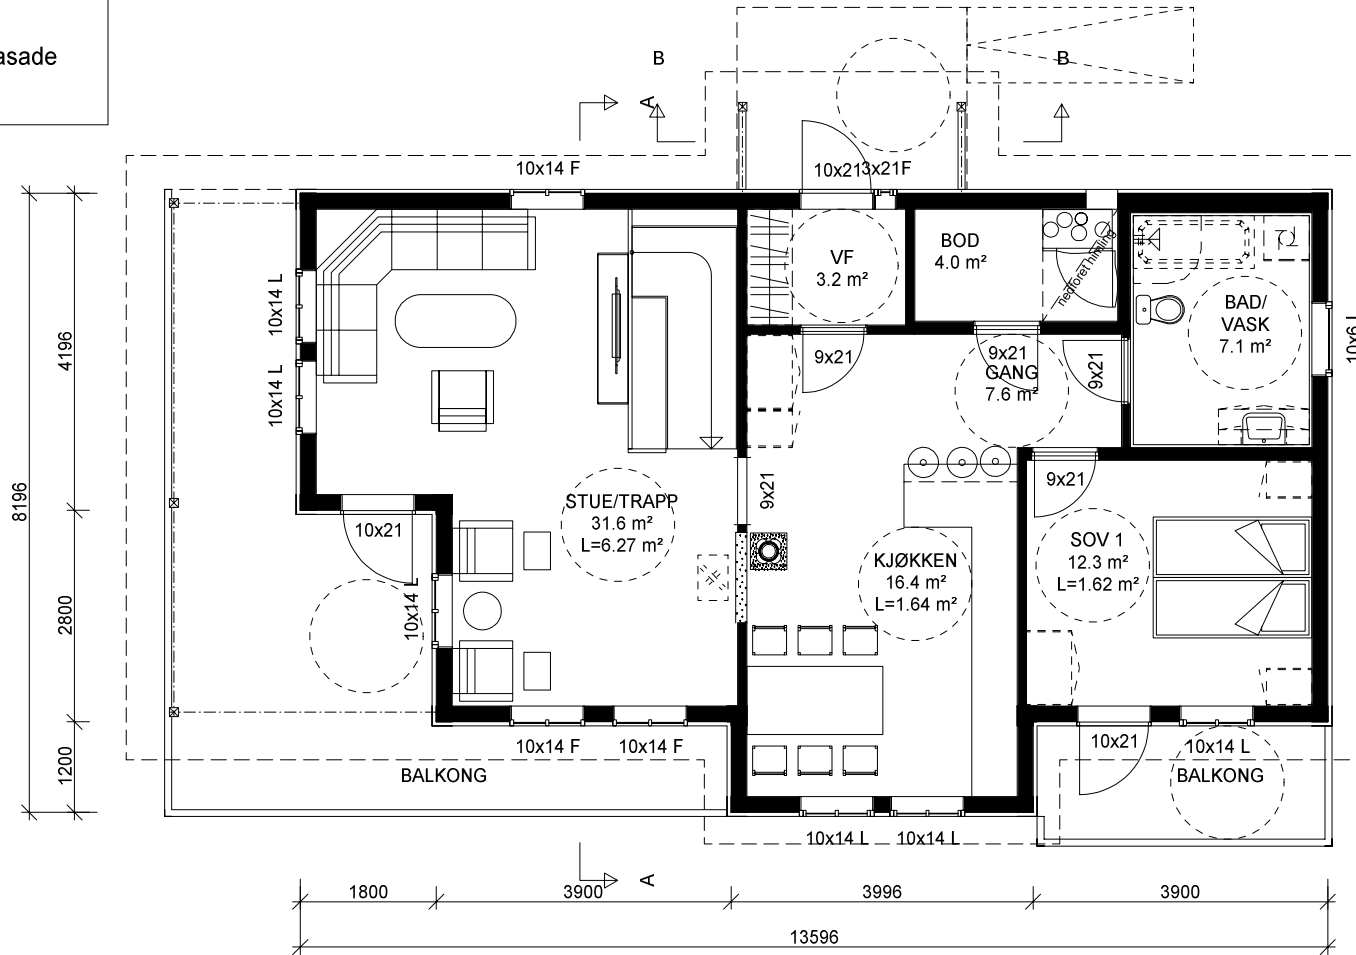 asade
B
B
A
10x14 F
10x21
3x21F
10x14 L
10x14 L
4196
8196
2800
1200
VF
3.2 m²
BOD
4.0 m²
nedforet himling
BAD/
VASK
7.1 m²
10x6 L
9x21
9x21
GANG
7.6 m²
9x21
9x21
9x21
STUE/TRAPP
31.6 m²
L=6.27 m²
10x21
10x14 L
KJØKKEN
16.4 m²
L=1.64 m²
SOV 1
12.3 m²
L=1.62 m²
10x14 F
10x14 F
10x21
10x14 L
BALKONG
BALKONG
10x14 L
10x14 L
A
1800
3900
3996
3900
13596